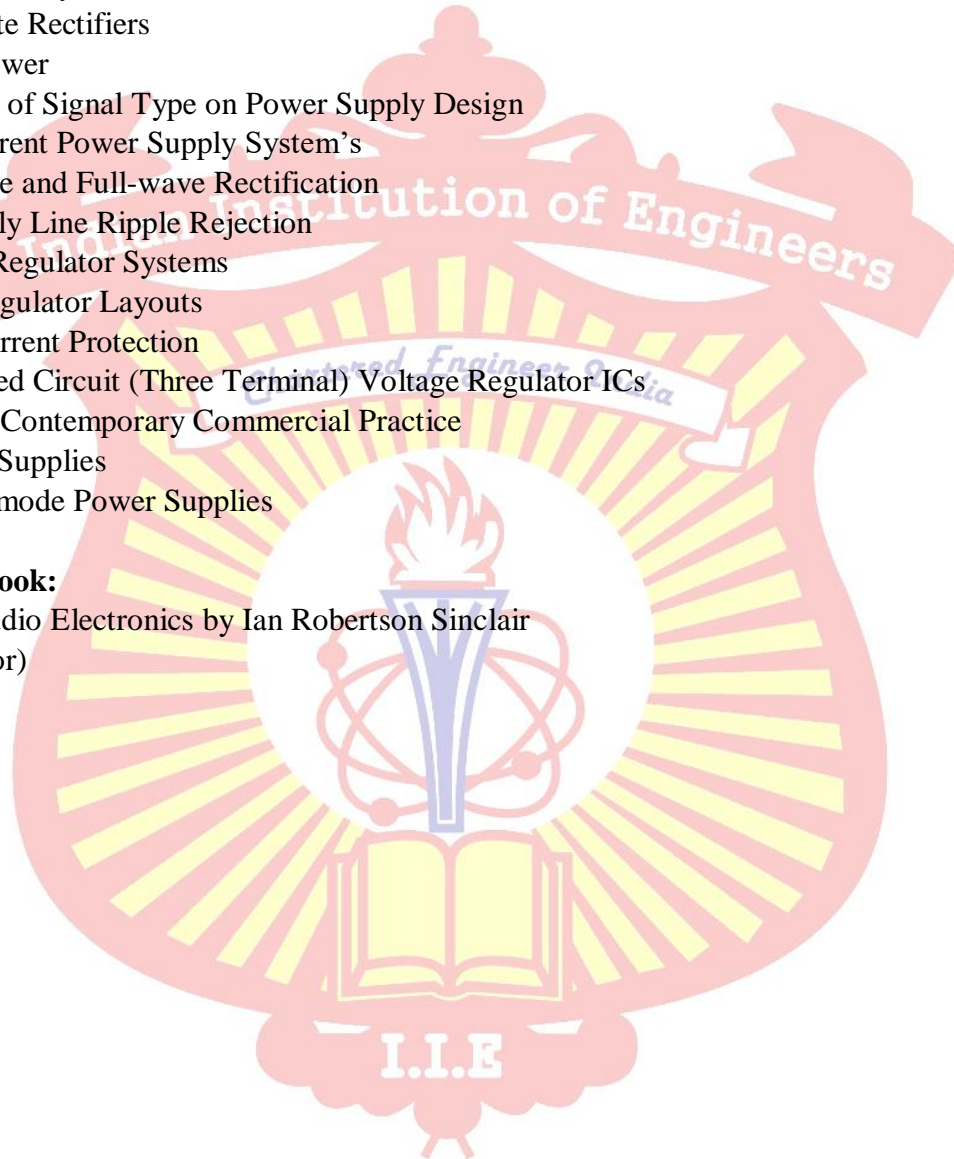 te Rectifiers
wer
of Signal Type on Power Supply Design
rent Power Supply System’s
e and Full-wave Rectification
ly Line Ripple Rejection
Regulator Systems
gulator Layouts
rrent Protection
ed Circuit (Three Terminal) Voltage Regulator ICs
Contemporary Commercial Practice
Supplies
mode Power Supplies
ook:
dio Electronics by Ian Robertson Sinclair
or)
Indian Institution of Engineers
Chartered Engineer India
I.I.E